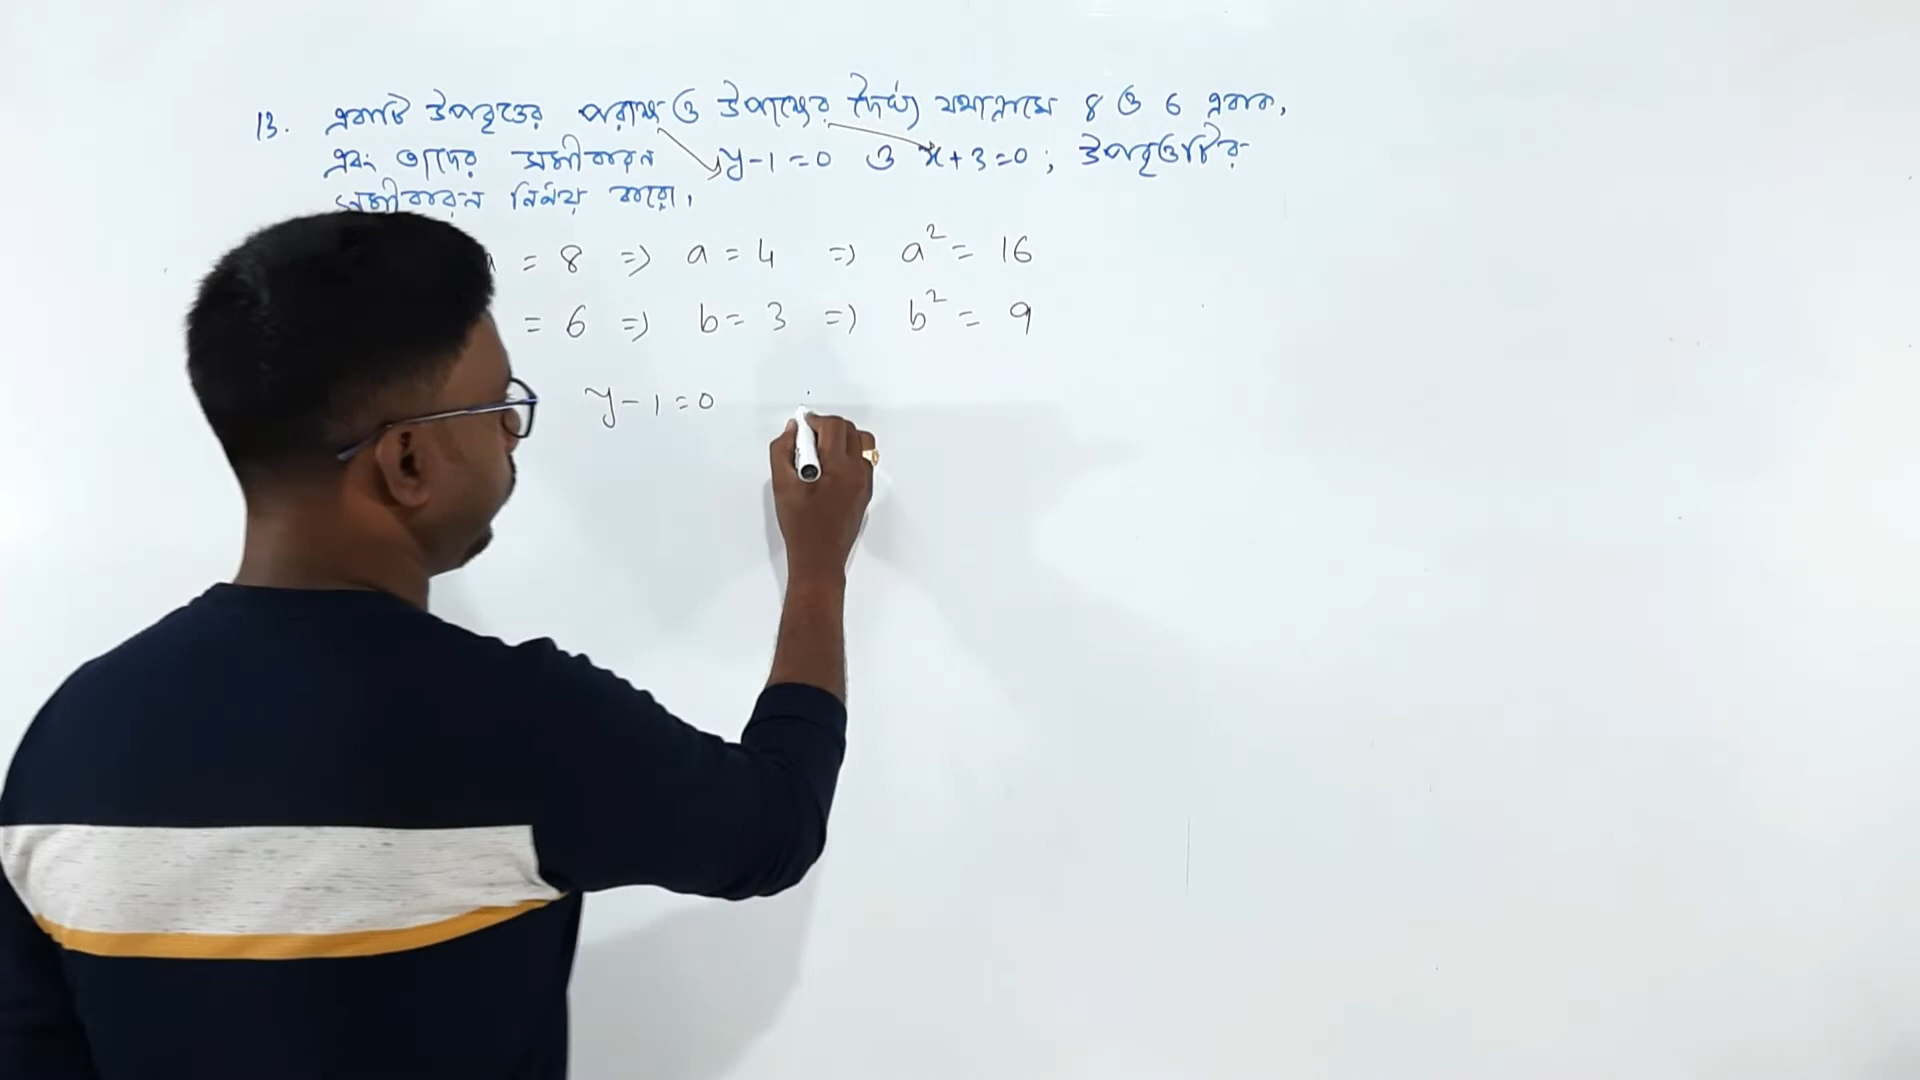 13. একটি উপবৃত্তের পরাক্ষ ও উপাক্ষের দৈর্ঘ্য যথাক্রমে 8 ও 6 একক,
এবং তাদের সমীকরণ y-1=0 ও x+3=0; উপবৃত্তটির
সমীকরণ নির্ণয় করো।
= 8 => a = 4 => a² = 16
= 6 => b = 3 => b² = 9
y-1=0